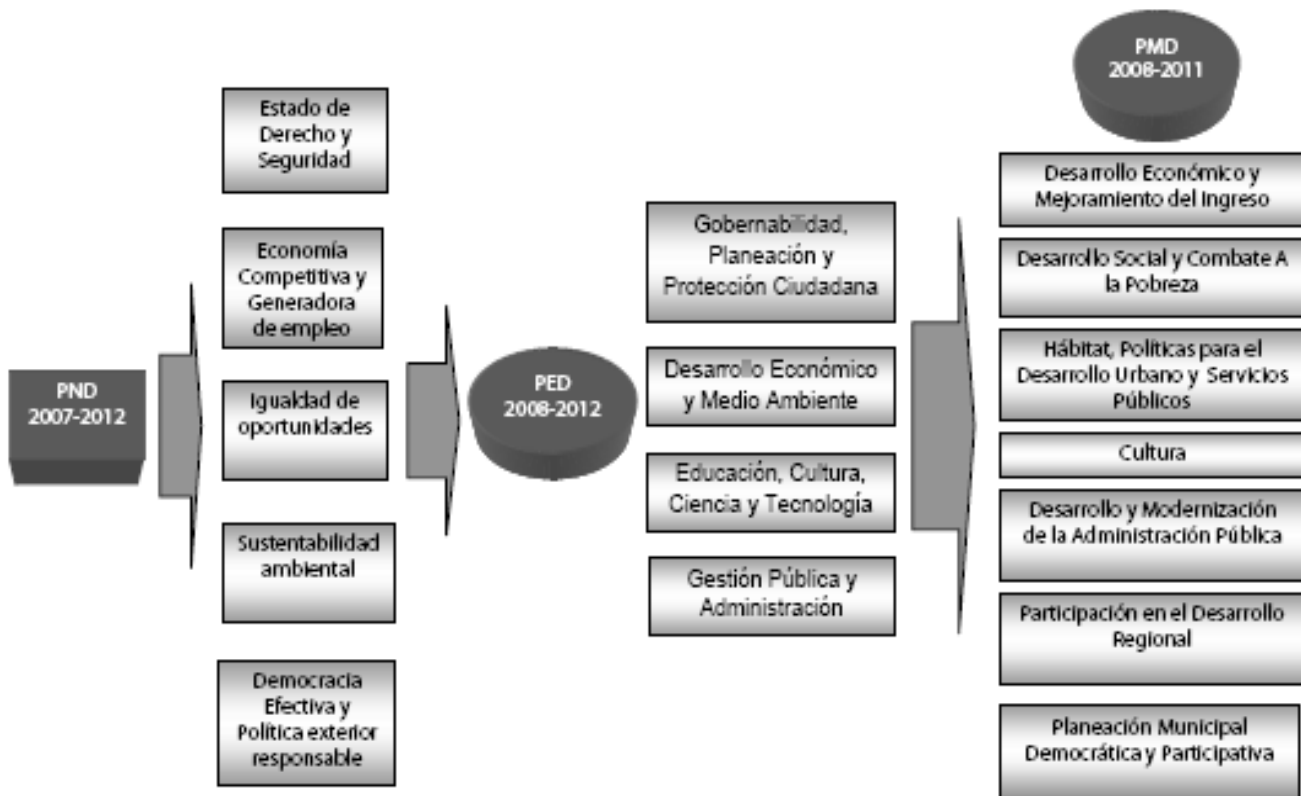 PND
2007-2012
Estado de
Derecho y
Seguridad
Economía
Competitiva y
Generadora
de empleo
Igualdad de
oportunidades
Sustentabilidad
ambiental
Democracia
Efectiva y
Política exterior
responsable
PED
2008-2012
Gobernabilidad,
Planeación y
Protección Ciudadana
Desarrollo Económico
y Medio Ambiente
Educación, Cultura,
Ciencia y Tecnología
Gestión Pública y
Administración
PMD
2008-2011
Desarrollo Económico y
Mejoramiento del Ingreso
Desarrollo Social y Combate A
la Pobreza
Hábitat, Políticas para el
Desarrollo Urbano y Servicios
Públicos
Cultura
Desarrollo y Modernización
de la Administración Pública
Participación en el Desarrollo
Regional
Planeación Municipal
Democrática y Participativa